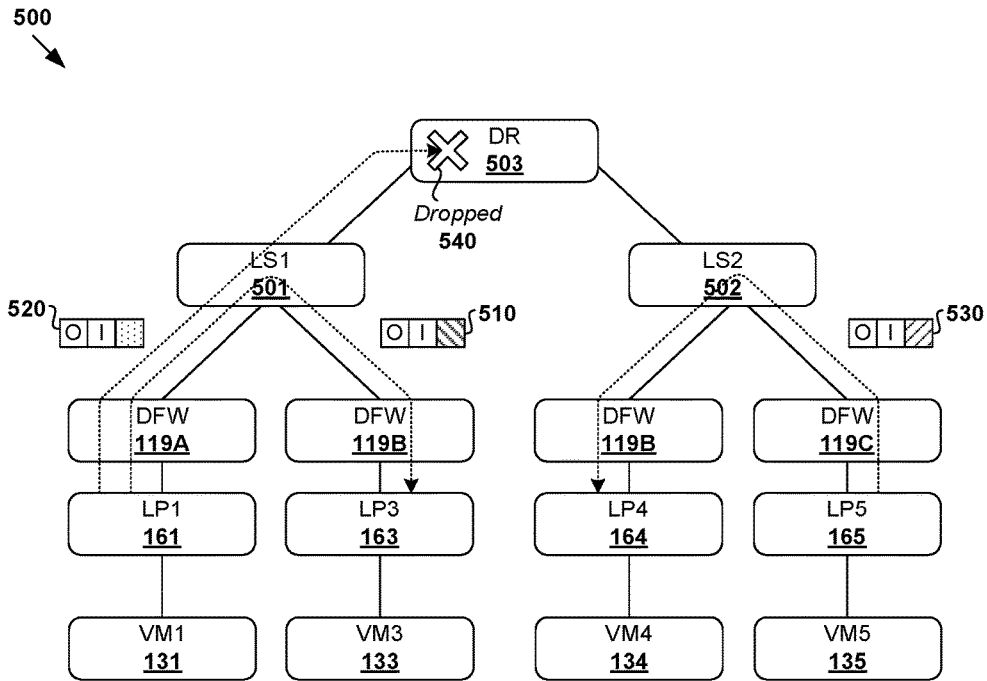 500
DR
503
Dropped
540
LS1
501
LS2
502
520
O I
O I
510
O I
530
DFW
119A
DFW
119B
DFW
119B
DFW
119C
LP1
161
LP3
163
LP4
164
LP5
165
VM1
131
VM3
133
VM4
134
VM5
135